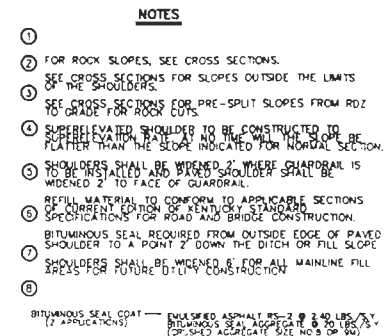 NOTES
①
② FOR ROCK SLOPES, SEE CROSS SECTIONS.
SEE CROSS SECTIONS FOR SLOPES OUTSIDE THE LIMITS
OF THE SHOULDERS.
③
SEE CROSS SECTIONS FOR PRE-SPLIT SLOPES FROM RDZ
TO GRADE FOR ROCK CUTS.
④ SUPERELEVATED SHOULDER TO BE CONSTRUCTED TO
SUPERELEVATION RATE. AT NO TIME WILL THE SLOPE BE
FLATTER THAN THE SLOPE INDICATED FOR NORMAL SECTION.
SHOULDERS SHALL BE WIDENED 2' WHERE GUARDRAIL IS
⑤ TO BE INSTALLED AND PAVED SHOULDER SHALL BE
WIDENED 2' TO FACE OF GUARDRAIL.
REFILL MATERIAL TO CONFORM TO APPLICABLE SECTIONS
OF CURRENT EDITION OF KENTUCKY STANDARD
⑥ SPECIFICATIONS FOR ROAD AND BRIDGE CONSTRUCTION.
BITUMINOUS SEAL REQUIRED FROM OUTSIDE EDGE OF PAVED
SHOULDER TO A POINT 2' DOWN THE DITCH OR FILL SLOPE
⑦
SHOULDERS SHALL BE WIDENED 6' FOR ALL MAINLINE FILL
AREAS FOR FUTURE UTILITY CONSTRUCTION
⑧
BITUMINOUS SEAL COAT — EMULSIFIED ASPHALT RS-2 @ 2.40 LBS./S.Y.
(2 APPLICATIONS) BITUMINOUS SEAL AGGREGATE @ 20 LBS./S.Y.
(CRUSHED AGGREGATE SIZE NO. 8 OR 9M)